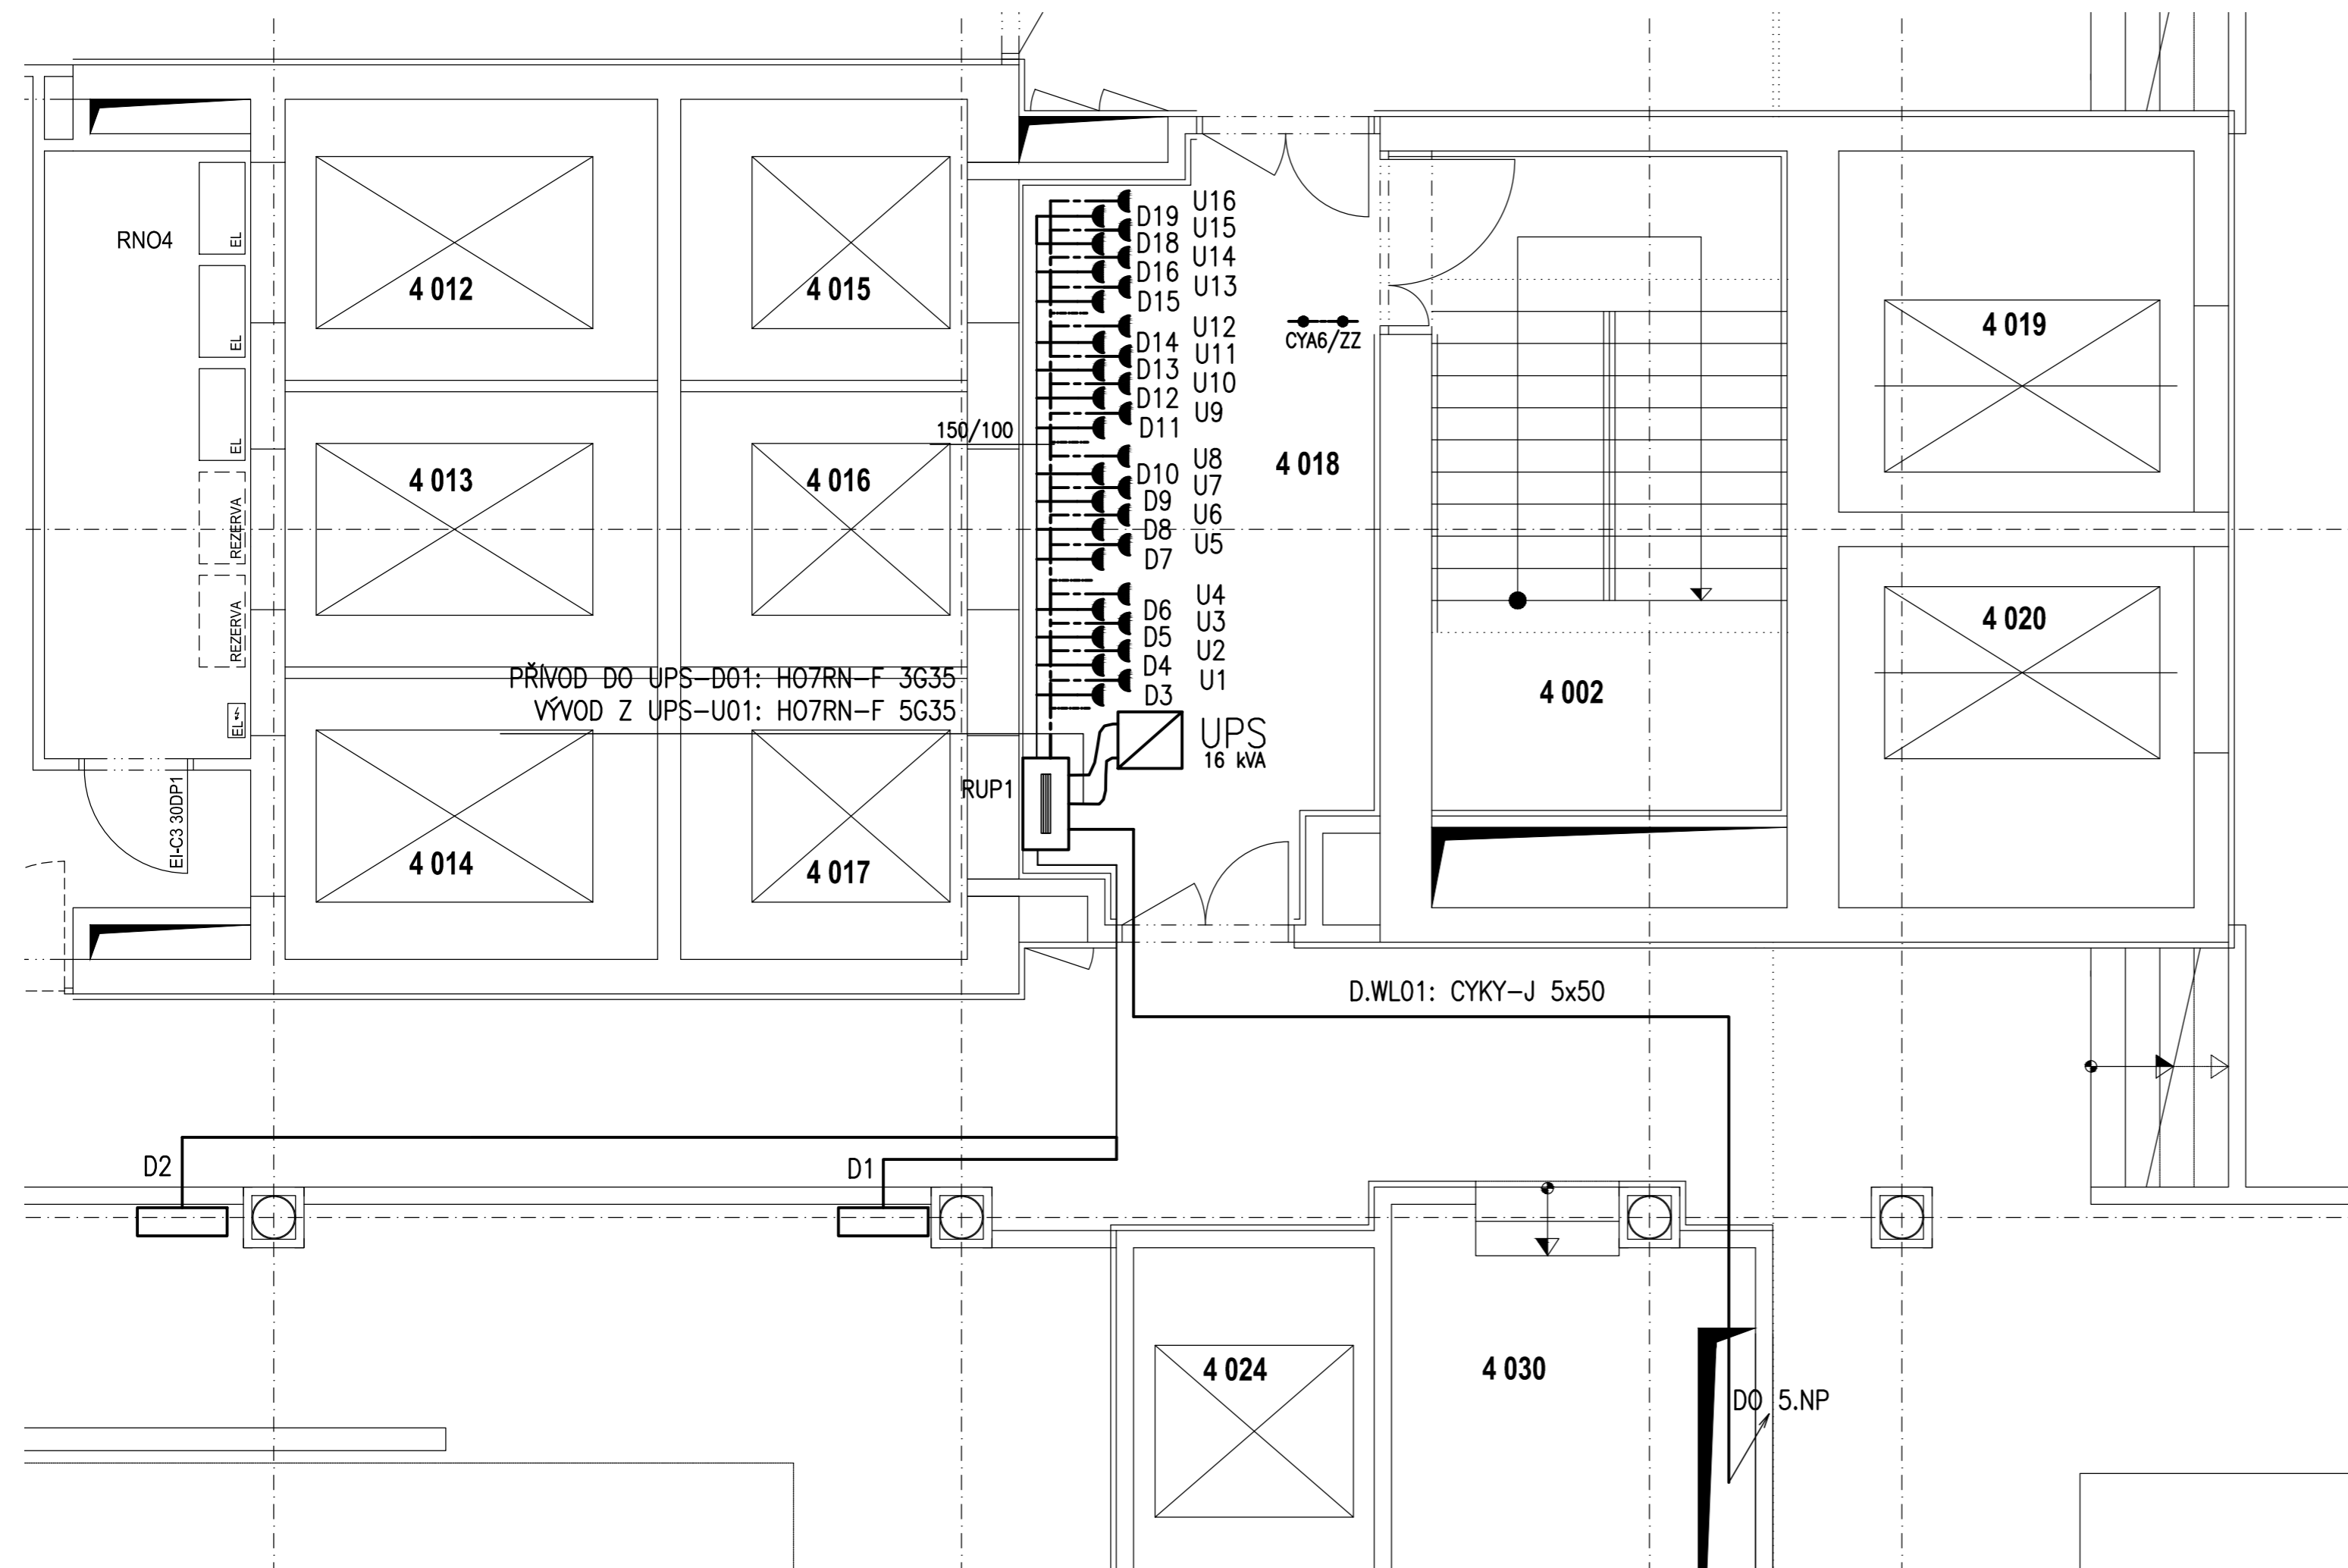 RNO4
EL
EL
EL
REZERVA
REZERVA
EL
EI-C3 30DP1
4 012
4 015
4 013
4 016
4 014
4 017
150/100
PŘÍVOD DO UPS-D01: HO7RN-F 3G35
VÝVOD Z UPS-U01: HO7RN-F 5G35
U16
D19
U15
D18
U14
D16
U13
D15
U12
D14
U11
D13
U10
D12
U9
D11
U8
D10
U7
D9
U6
D8
U5
D7
U4
D6
U3
D5
U2
D4
U1
D3
UPS
16 kVA
RUP1
CYA6/ZZ
4 018
4 002
4 019
4 020
D.WL01: CYKY-J 5x50
D2
D1
4 024
4 030
DO 5.NP